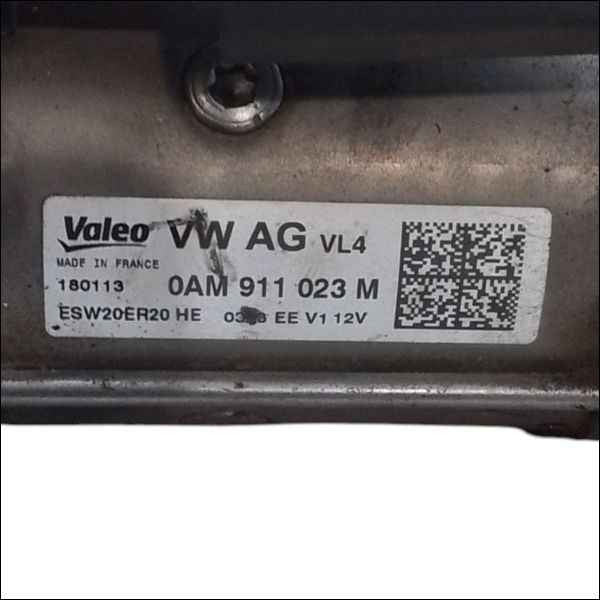 Valeo VW AG VL4
MADE IN FRANCE
180113 0AM 911 023 M
ESW20ER20 HE EE V1 12V